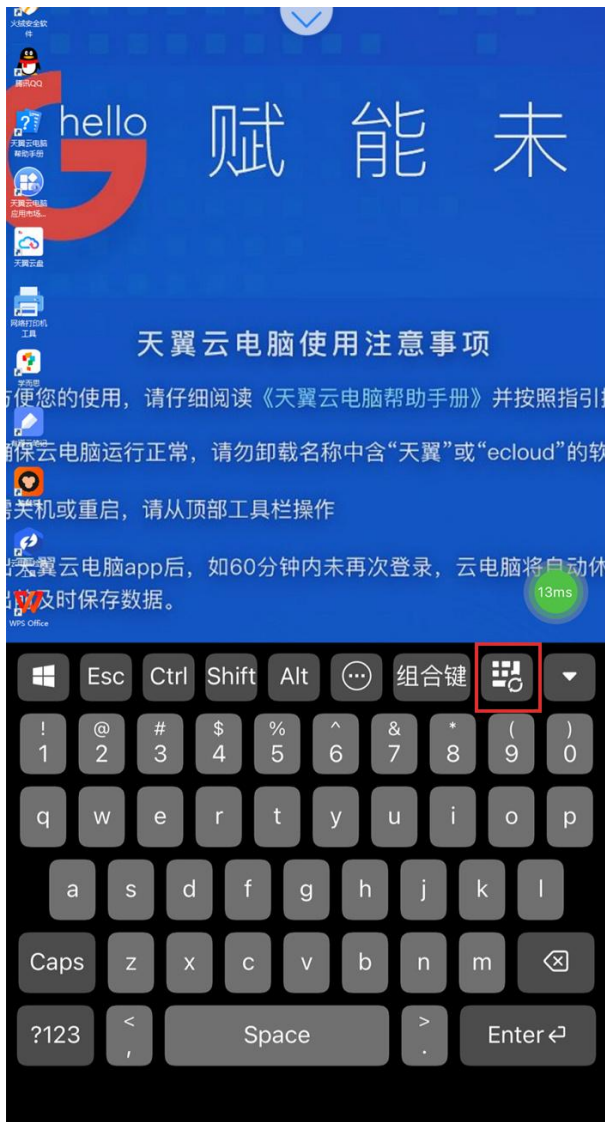 火绒安全软
件
腾讯QQ
hello
赋能未
天翼云电脑
帮助手册
天翼云电脑
应用市场...
天翼云盘
网络打印机
工具
天翼云电脑使用注意事项
学而思
方便您的使用，请仔细阅读《天翼云电脑帮助手册》并按照指引
确保云电脑运行正常，请勿卸载名称中含“天翼”或“ecloud”的软
需关机或重启，请从顶部工具栏操作
天翼云电脑app后，如60分钟内未再次登录，云电脑将自动休
及时保存数据。
13ms
WPS Office
Esc Ctrl Shift Alt 组合键
! @ # $ % ^ & * ( )
1 2 3 4 5 6 7 8 9 0
q w e r t y u i o p
a s d f g h j k l
Caps z x c v b n m
?123 < , Space > . Enter